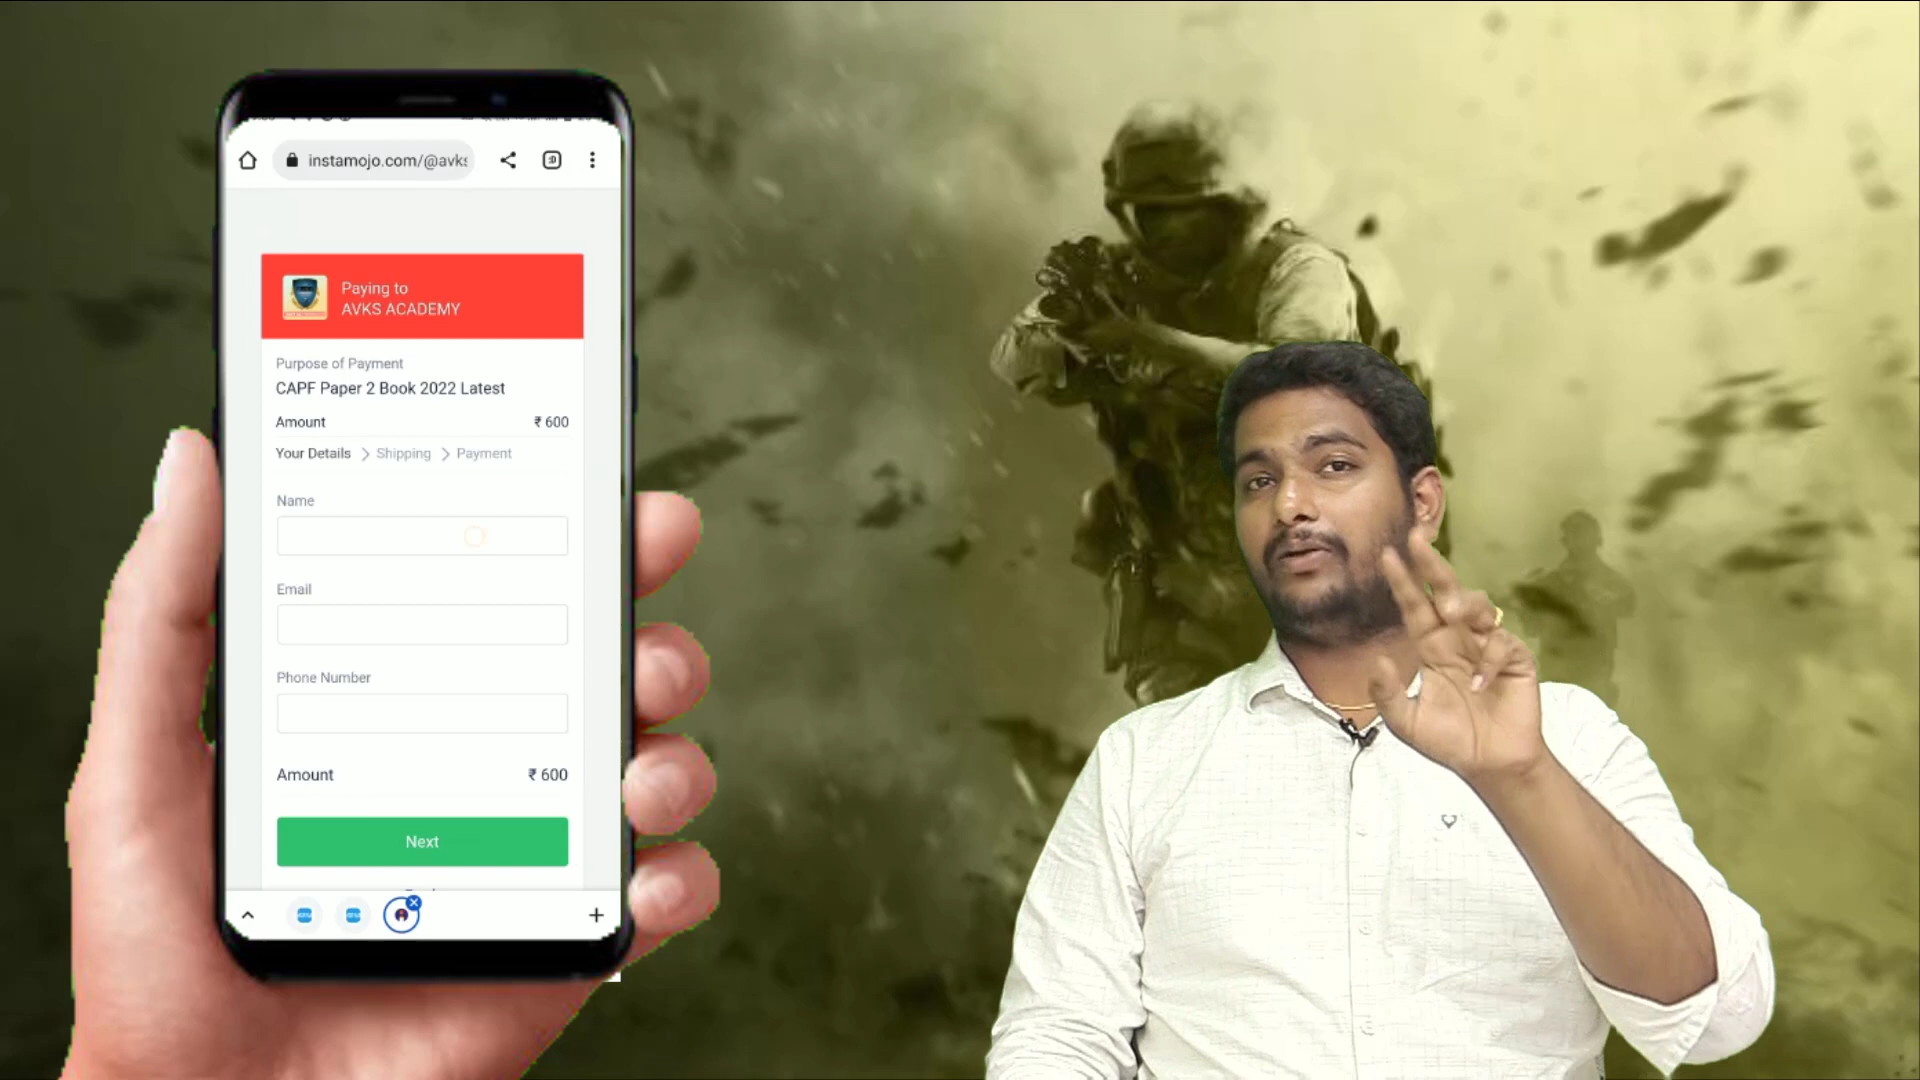 instamojo.com/@avks
Paying to
AVKS ACADEMY
Purpose of Payment
CAPF Paper 2 Book 2022 Latest
Amount ₹ 600
Your Details > Shipping > Payment
Name
Email
Phone Number
Amount ₹ 600
Next